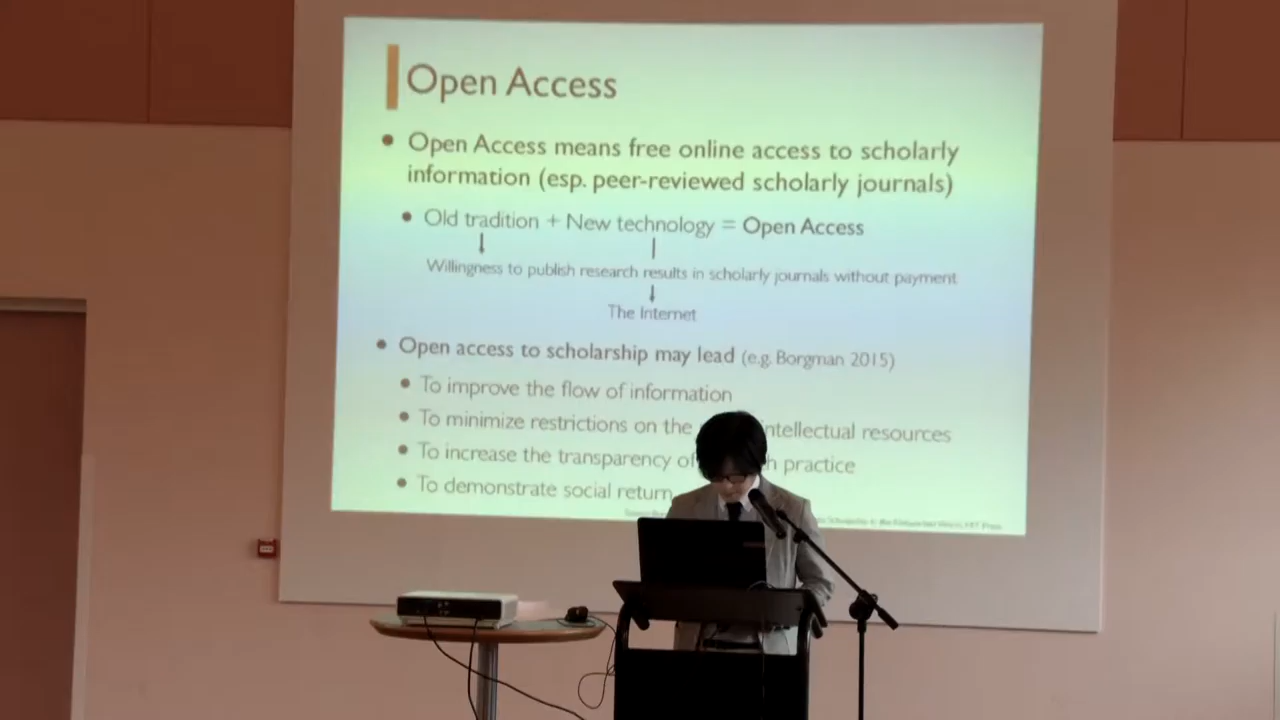 Open Access
• Open Access means free online access to scholarly
information (esp. peer-reviewed scholarly journals)
• Old tradition + New technology = Open Access
Willingness to publish research results in scholarly journals without payment
The Internet
• Open access to scholarship may lead (e.g. Borgman 2015)
• To improve the flow of information
• To minimize restrictions on the intellectual resources
• To increase the transparency of practice
• To demonstrate social return